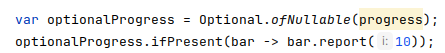 var optionalProgress = Optional.ofNullable(progress);
optionalProgress.ifPresent(bar -> bar.report( i: 10));